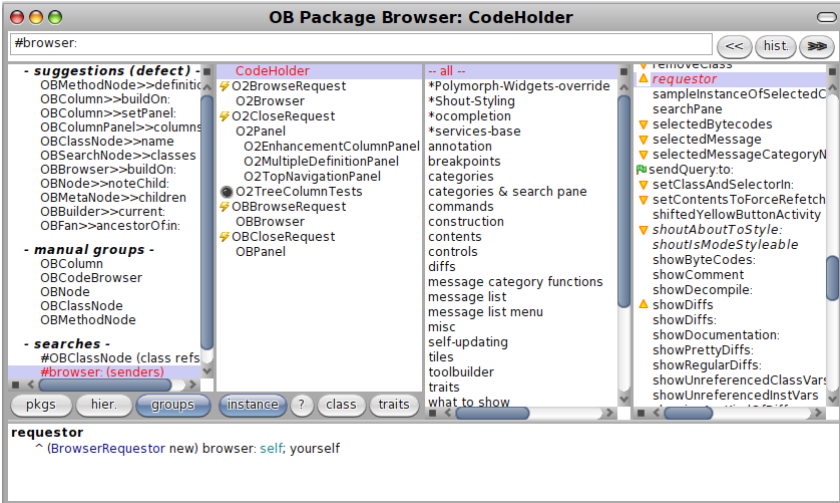 OB Package Browser: CodeHolder
#browser:
<<
hist.
>>
- suggestions (defect) -
OBMethodNode>>definitic
OBColumn>>buildOn:
OBColumn>>setPanel:
OBColumnPanel>>columns
OBClassNode>>name
OBSearchNode>>classes
OBBrowser>>buildOn:
OBNode>>noteChild:
OBMetaNode>>children
OBBuilder>>current:
OBFan>>ancestorOf:in:
- manual groups -
OBColumn
OBCodeBrowser
OBNode
OBClassNode
OBMethodNode
- searches -
#OBClassNode (class refs
#browser: (senders)
pkgs
hier.
groups
CodeHolder
O2BrowseRequest
O2Browser
O2CloseRequest
O2Panel
O2EnhancementColumnPanel
O2MultipleDefinitionPanel
O2TopNavigationPanel
O2TreeColumnTests
OBBrowseRequest
OBBrowser
OBCloseRequest
OBPanel
instance
?
class
traits
-- all --
*Polymorph-Widgets-override
*Shout-Styling
*ocompletion
*services-base
annotation
breakpoints
categories
categories & search pane
commands
construction
contents
controls
diffs
message category functions
message list
message list menu
misc
self-updating
tiles
toolbuilder
traits
what to show
removeClass
requestor
sampleInstanceOfSelectedC
searchPane
selectedBytecodes
selectedMessage
selectedMessageCategoryN
sendQuery:to:
setClassAndSelectorIn:
setContentsToForceRefetch
shiftedYellowButtonActivity
shoutAboutToStyle:
shoutIsModeStyleable
showByteCodes:
showComment
showDecompile:
showDiffs
showDiffs:
showDocumentation:
showPrettyDiffs:
showRegularDiffs:
showUnreferencedClassVars
showUnreferencedInstVars
requestor
^ (BrowserRequestor new) browser: self; yourself